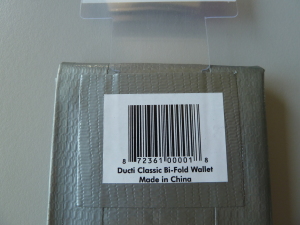 8 72361 00001 8
Ducti Classic Bi-Fold Wallet
Made in China